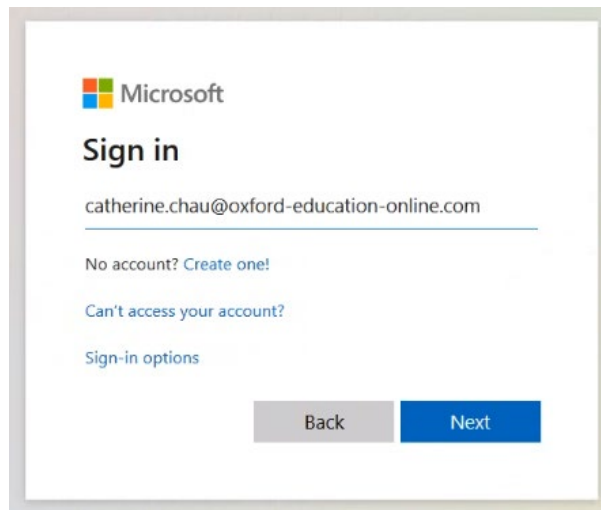 Microsoft
Sign in
catherine.chau@oxford-education-online.com
No account? Create one!
Can't access your account?
Sign-in options
Back Next